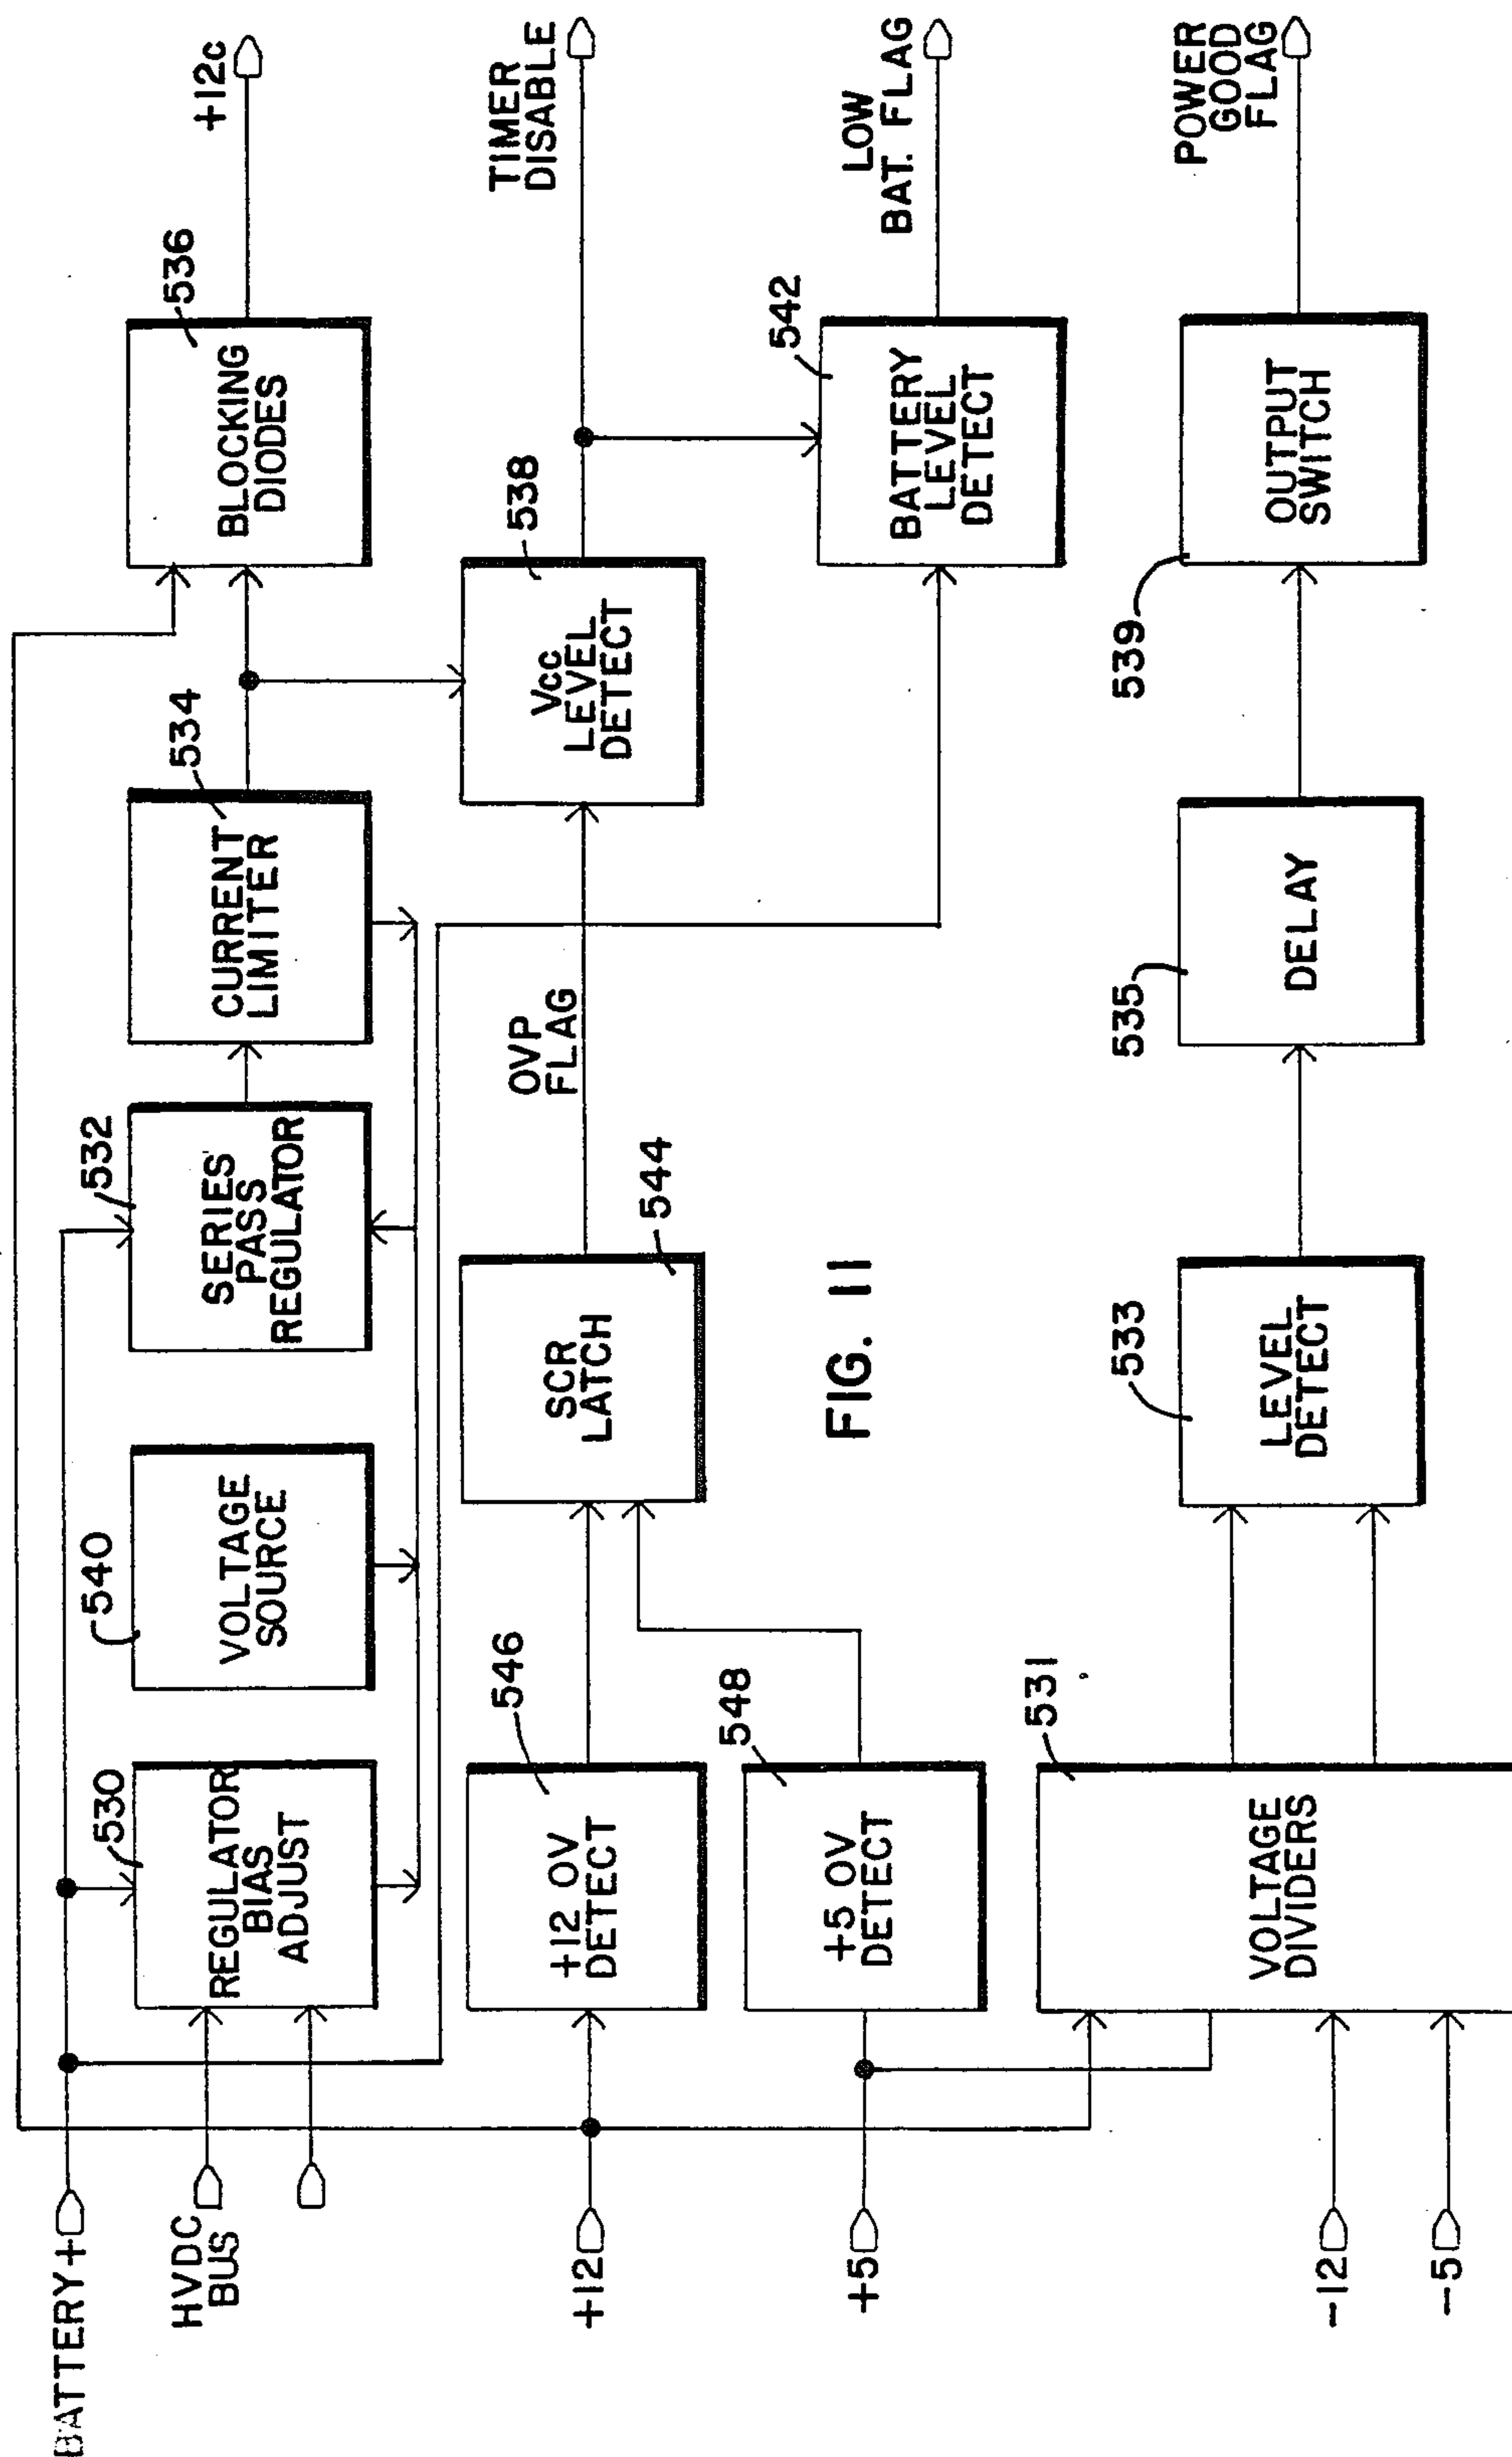 BATTERY+
HVDC
BUS
+12
+5
-12
-5
530
REGULATOR
BIAS
ADJUST
540
VOLTAGE
SOURCE
532
SERIES
PASS
REGULATOR
534
CURRENT
LIMITER
536
BLOCKING
DIODES
+12c
546
+12 OV
DETECT
548
+5 OV
DETECT
544
SCR
LATCH
OVP
FLAG
538
Vcc
LEVEL
DETECT
TIMER
DISABLE
542
BATTERY
LEVEL
DETECT
LOW
BAT. FLAG
531
VOLTAGE
DIVIDERS
533
LEVEL
DETECT
535
DELAY
539
OUTPUT
SWITCH
POWER
GOOD
FLAG
FIG. 11